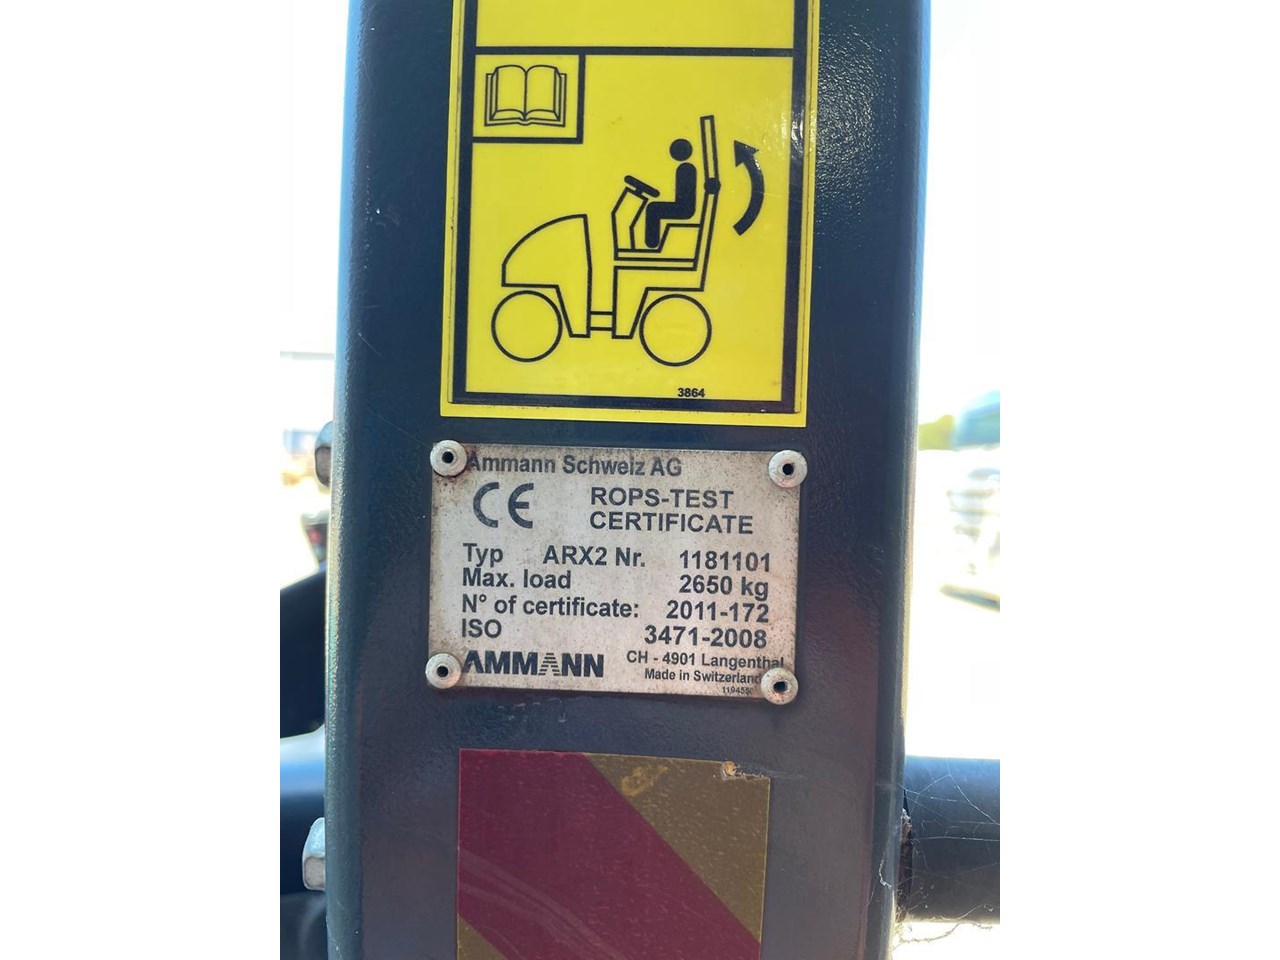 3864
Ammann Schweiz AG
CE ROPS-TEST
CERTIFICATE
Typ ARX2 Nr. 1181101
Max. load 2650 kg
N° of certificate: 2011-172
ISO 3471-2008
AMMANN CH - 4901 Langenthal
Made in Switzerland